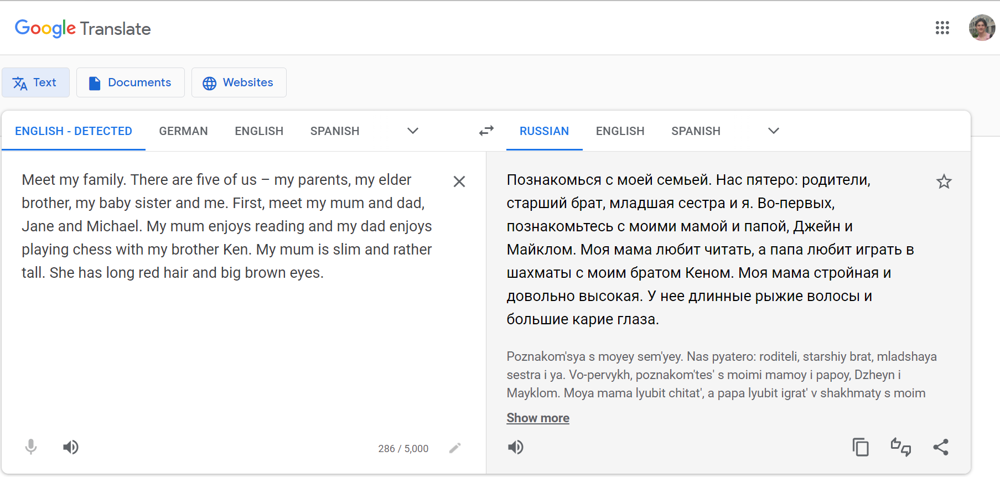 Google Translate
Text
Documents
Websites
ENGLISH - DETECTED
GERMAN
ENGLISH
SPANISH
RUSSIAN
ENGLISH
SPANISH
Meet my family. There are five of us – my parents, my elder
brother, my baby sister and me. First, meet my mum and dad,
Jane and Michael. My mum enjoys reading and my dad enjoys
playing chess with my brother Ken. My mum is slim and rather
tall. She has long red hair and big brown eyes.
286 / 5,000
Познакомься с моей семьей. Нас пятеро: родители,
старший брат, младшая сестра и я. Во-первых,
познакомьтесь с моими мамой и папой, Джейн и
Майклом. Моя мама любит читать, а папа любит играть в
шахматы с моим братом Кеном. Моя мама стройная и
довольно высокая. У нее длинные рыжие волосы и
большие карие глаза.
Poznakom'sya s moyey sem'yey. Nas pyatero: roditeli, starshiy brat, mladshaya
sestra i ya. Vo-pervykh, poznakom'tes' s moimi mamoy i papoy, Dzheyn i
Mayklom. Moya mama lyubit chitat', a papa lyubit igrat' v shakhmaty s moim
Show more